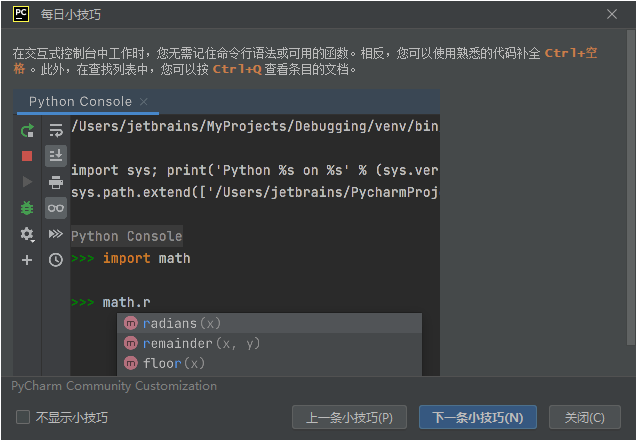 PC 每日小技巧
在交互式控制台中工作时，您无需记住命令行语法或可用的函数。相反，您可以使用熟悉的代码补全 Ctrl+空
格 。此外，在查找列表中，您可以按 Ctrl+Q 查看条目的文档。
Python Console
/Users/jetbrains/MyProjects/Debugging/venv/bin
import sys; print('Python %s on %s' % (sys.ver
sys.path.extend(['/Users/jetbrains/PycharmProj
Python Console
>>> import math
>>> math.r
m radians(x)
m remainder(x, y)
m floor(x)
PyCharm Community Customization
不显示小技巧
上一条小技巧(P)
下一条小技巧(N)
关闭(C)